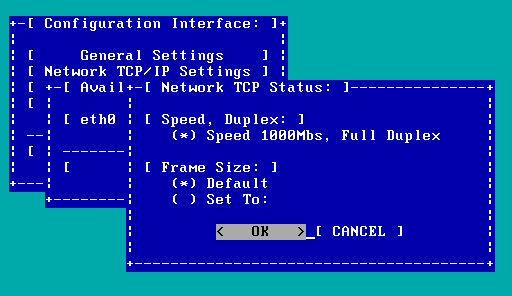 [ Configuration Interface: ]
[ General Settings ]
[ Network TCP/IP Settings ]
[ [ Avail [ Network TCP Status: ]
[ [ eth0 [ Speed, Duplex: ]
(*) Speed 1000Mbs, Full Duplex
[
[ [ Frame Size: ]
(*) Default
( ) Set To:
< OK > [ CANCEL ]